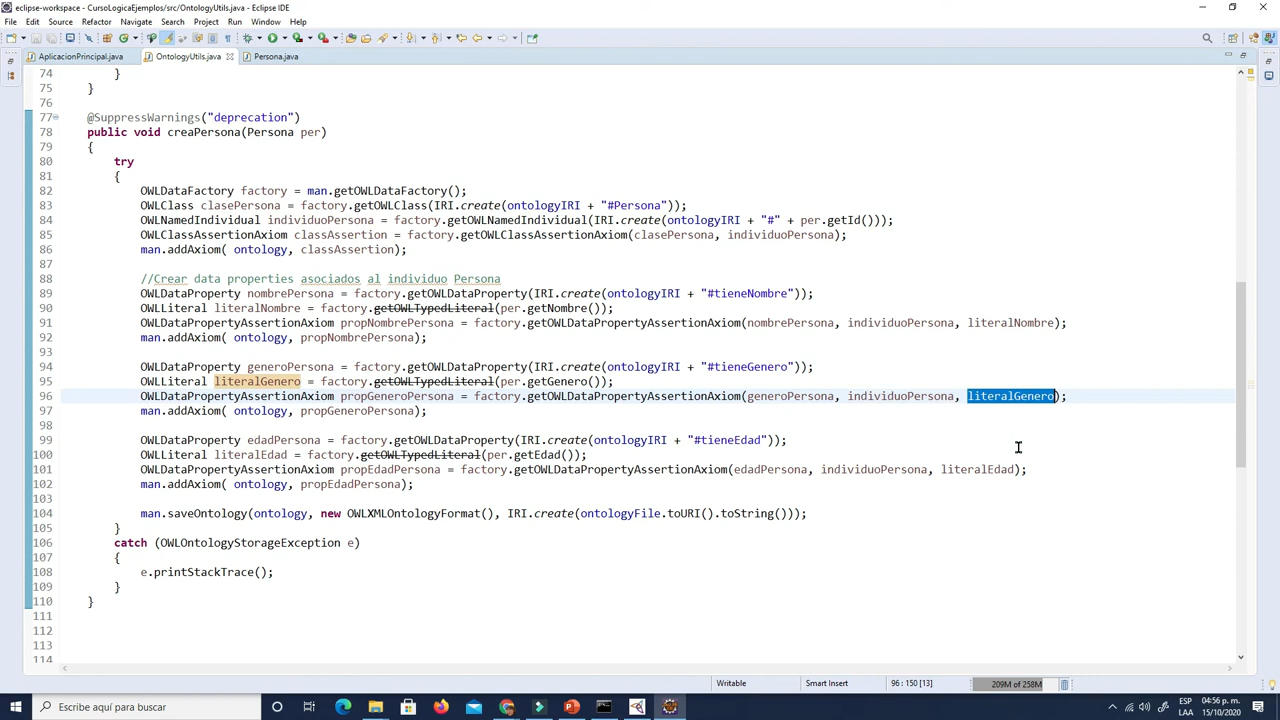 eclipse-workspace - CursoLogicaEjemplos/src/OntologyUtils.java - Eclipse IDE
File Edit Source Refactor Navigate Search Project Run Window Help
AplicacionPrincipal.java OntologyUtils.java Persona.java
74 }
75 }
76
77 @SuppressWarnings("deprecation")
78 public void creaPersona(Persona per)
79 {
80 try
81 {
82 OWLDataFactory factory = man.getOWLDataFactory();
83 OWLClass clasePersona = factory.getOWLClass(IRI.create(ontologyIRI + "#Persona"));
84 OWLNamedIndividual individuoPersona = factory.getOWLNamedIndividual(IRI.create(ontologyIRI + "#" + per.getId()));
85 OWLClassAssertionAxiom classAssertion = factory.getOWLClassAssertionAxiom(clasePersona, individuoPersona);
86 man.addAxiom( ontology, classAssertion);
87
88 //Crear data properties asociados al individuo Persona
89 OWLDataProperty nombrePersona = factory.getOWLDataProperty(IRI.create(ontologyIRI + "#tieneNombre"));
90 OWLLiteral literalNombre = factory.getOWLTypedLiteral(per.getNombre());
91 OWLDataPropertyAssertionAxiom propNombrePersona = factory.getOWLDataPropertyAssertionAxiom(nombrePersona, individuoPersona, literalNombre);
92 man.addAxiom( ontology, propNombrePersona);
93
94 OWLDataProperty generoPersona = factory.getOWLDataProperty(IRI.create(ontologyIRI + "#tieneGenero"));
95 OWLLiteral literalGenero = factory.getOWLTypedLiteral(per.getGenero());
96 OWLDataPropertyAssertionAxiom propGeneroPersona = factory.getOWLDataPropertyAssertionAxiom(generoPersona, individuoPersona, literalGenero);
97 man.addAxiom( ontology, propGeneroPersona);
98
99 OWLDataProperty edadPersona = factory.getOWLDataProperty(IRI.create(ontologyIRI + "#tieneEdad"));
100 OWLLiteral literalEdad = factory.getOWLTypedLiteral(per.getEdad());
101 OWLDataPropertyAssertionAxiom propEdadPersona = factory.getOWLDataPropertyAssertionAxiom(edadPersona, individuoPersona, literalEdad);
102 man.addAxiom( ontology, propEdadPersona);
103
104 man.saveOntology(ontology, new OWLXMLOntologyFormat(), IRI.create(ontologyFile.toURI().toString()));
105 }
106 catch (OWLOntologyStorageException e)
107 {
108 e.printStackTrace();
109 }
110 }
111
112
113
114
Writable Smart Insert 96 : 150 [13] 209M of 258M
Escribe aquí para buscar
ESP 04:56 p. m.
LAA 15/10/2020